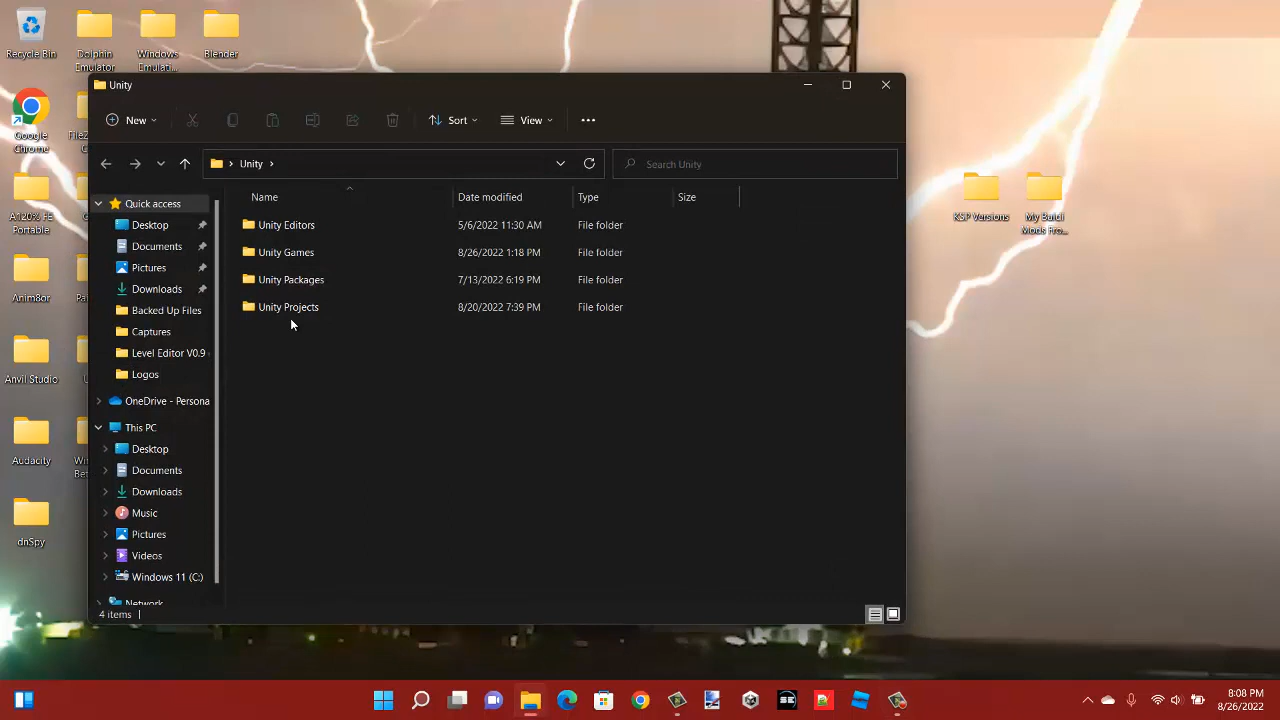 Recycle Bin
Dolphin
Emulator
Windows
Emulati...
Blender
Google
Chrome
A120% FE
Portable
Anim8or
Anvil Studio
Audacity
dnSpy
KSP Versions
My Baldi
Mods Fro...
Unity
New
Sort
View
Unity
Search Unity
Name
Date modified
Type
Size
Unity Editors 5/6/2022 11:30 AM File folder
Unity Games 8/26/2022 1:18 PM File folder
Unity Packages 7/13/2022 6:19 PM File folder
Unity Projects 8/20/2022 7:39 PM File folder
Quick access
Desktop
Documents
Pictures
Downloads
Backed Up Files
Captures
Level Editor V0.9
Logos
OneDrive - Persona
This PC
Desktop
Documents
Downloads
Music
Pictures
Videos
Windows 11 (C:)
Network
4 items
8:08 PM
8/26/2022